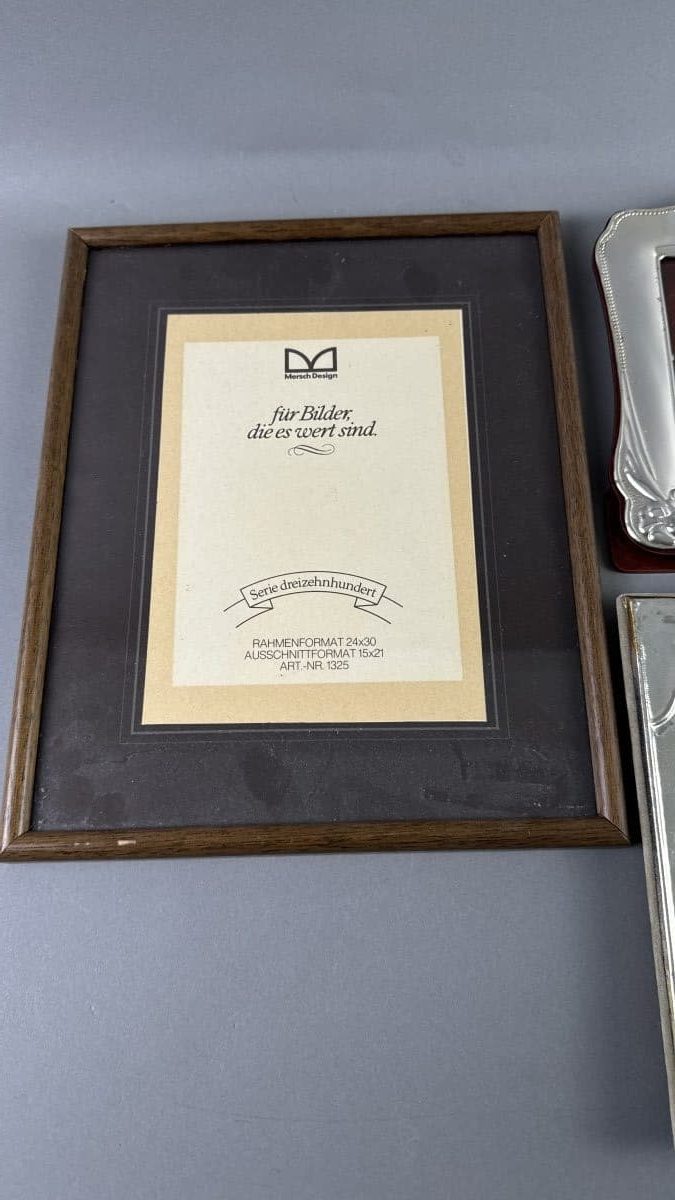 Mersch Design
für Bilder,
die es wert sind.
Serie dreizehnhundert
RAHMENFORMAT 24x30
AUSSCHNITTFORMAT 15x21
ART.-NR. 1325